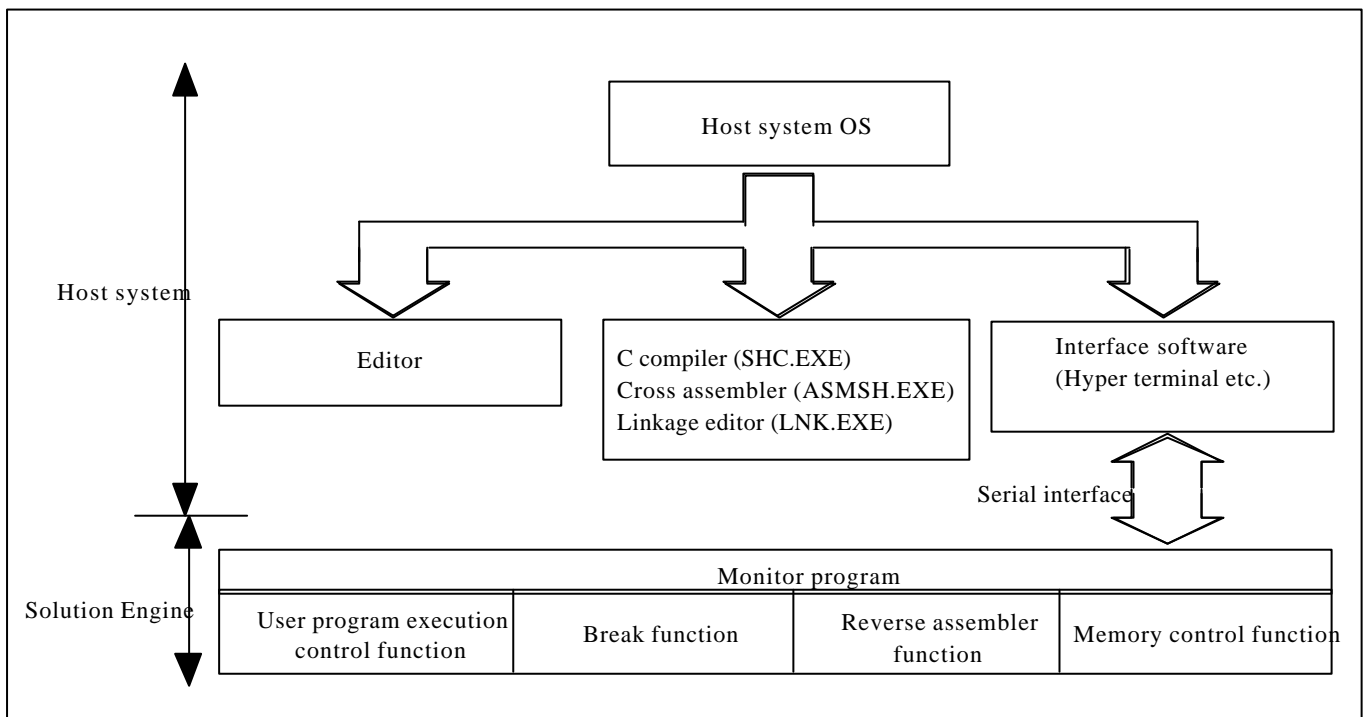 Host system OS
Host system
Editor
C compiler (SHC.EXE)
Cross assembler (ASMSH.EXE)
Linkage editor (LNK.EXE)
Interface software
(Hyper terminal etc.)
Serial interface
Solution Engine
Monitor program
User program execution
control function
Break function
Reverse assembler
function
Memory control function